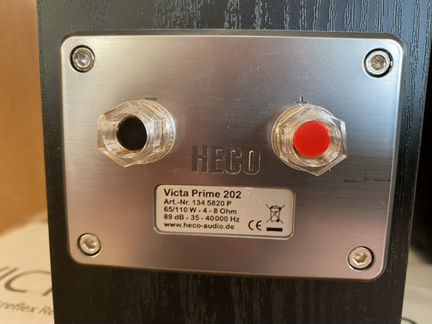 HECO
Victa Prime 202
Art.-Nr. 134 5820 P
65/110 W • 4 - 8 Ohm
89 dB • 35 - 40000 Hz
www.heco-audio.de
CE